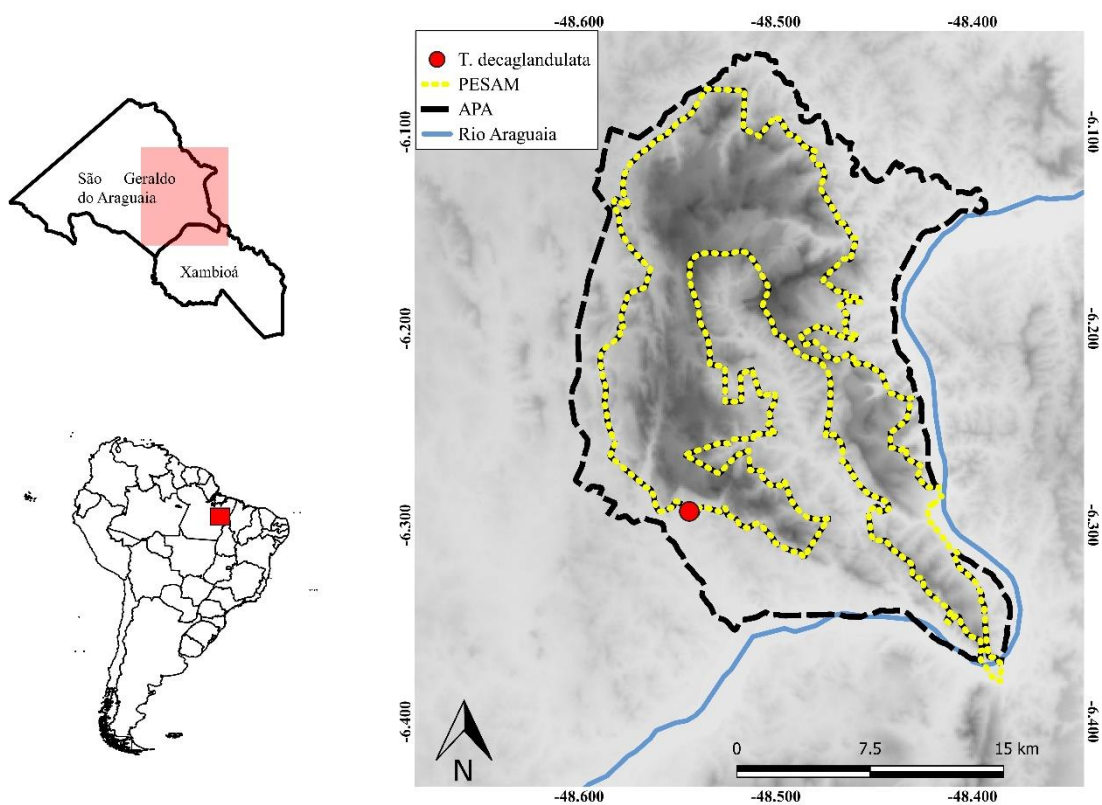 -48.600 -48.500 -48.400
T. decaglandulata
PESAM
APA
Rio Araguaia
São Geraldo
do Araguaia
Xambioá
-6.100 -6.100
-6.200 -6.200
-6.300 -6.300
-6.400 -6.400
N
0 7.5 15 km
-48.600 -48.500 -48.400